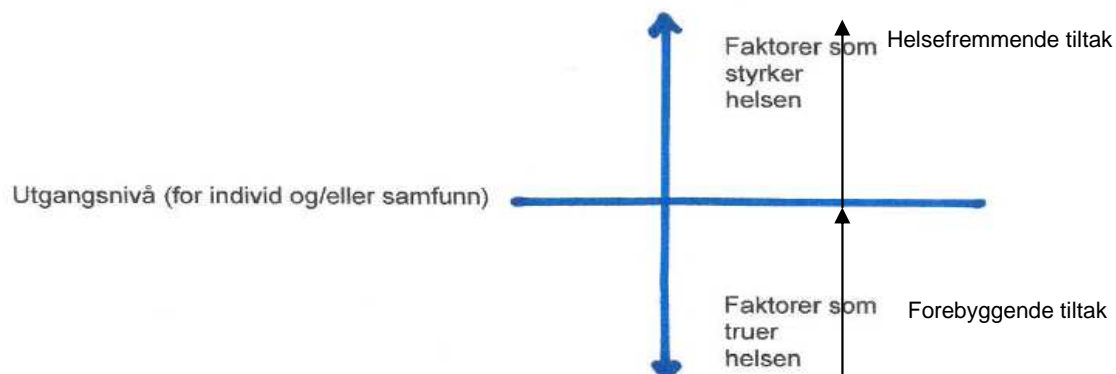 Faktorer som
styrker
helsen
Helsefremmende tiltak
Utgangsnivå (for individ og/eller samfunn)
Faktorer som
truer
helsen
Forebyggende tiltak